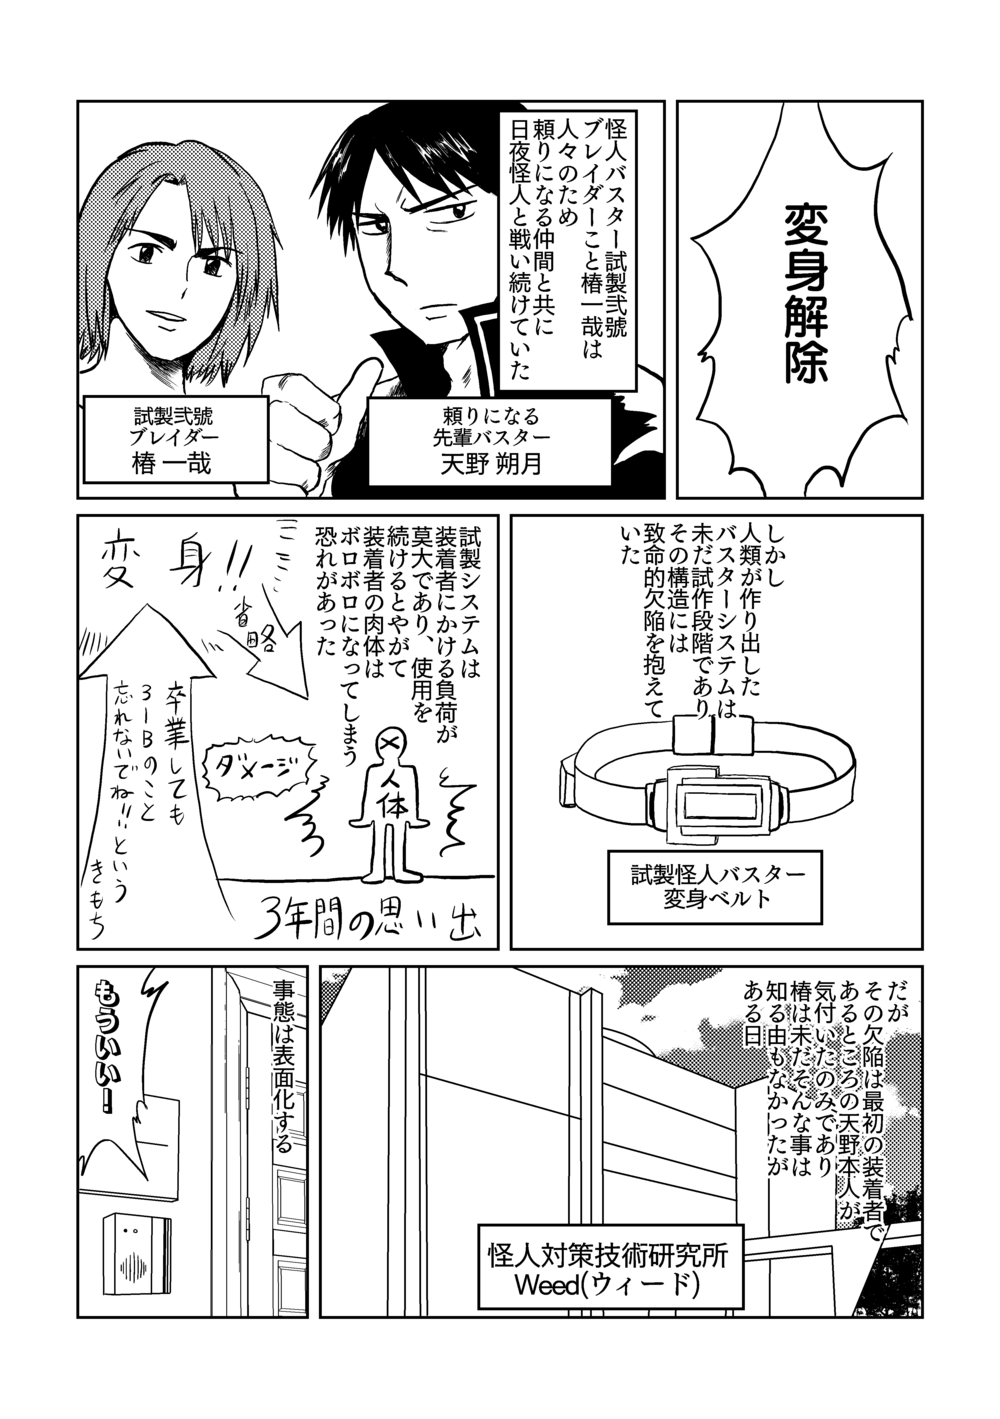 変身解除
怪人バスター試製弐號
ブレイダーこと椿一哉は
人々のため
頼りになる仲間と共に
日夜怪人と戦い続けていた
頼りになる
先輩バスター
天野 朔月
試製弐號
ブレイダー
椿 一哉
しかし
人類が作り出した
バスターシステムは
未だ試作段階であり
その構造には
致命的欠陥を抱えて
いた
試製怪人バスター
変身ベルト
試製システムは
装着者にかける負荷が
莫大であり、使用を
続けるとやがて
装着者の肉体は
ボロボロになってしまう
恐れがあった
変身!!
省略
卒業しても
3-Bのこと
忘れないでね!!という
きもち
ダメージ
人体
3年間の思い出
だが
その欠陥は最初の装着者で
あるところの天野本人が
気付いたのみであり
椿は未だそんな事は
知る由もなかったが
ある日
怪人対策技術研究所
Weed(ウィード)
事態は表面化する
もういい!